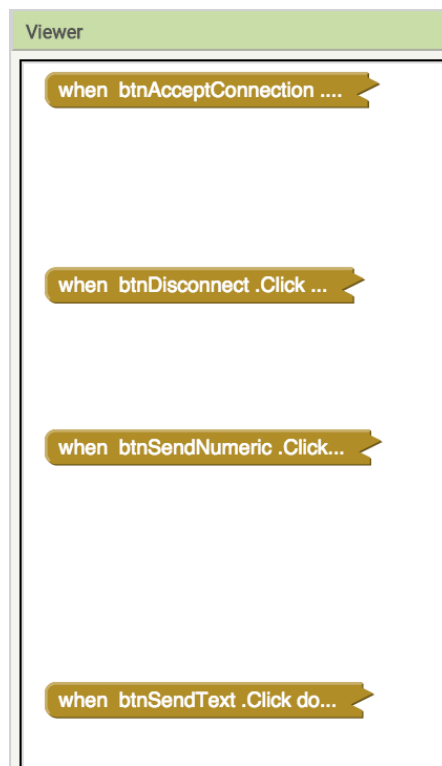 Viewer
when btnAcceptConnection ....
when btnDisconnect .Click ...
when btnSendNumeric .Click...
when btnSendText .Click do...